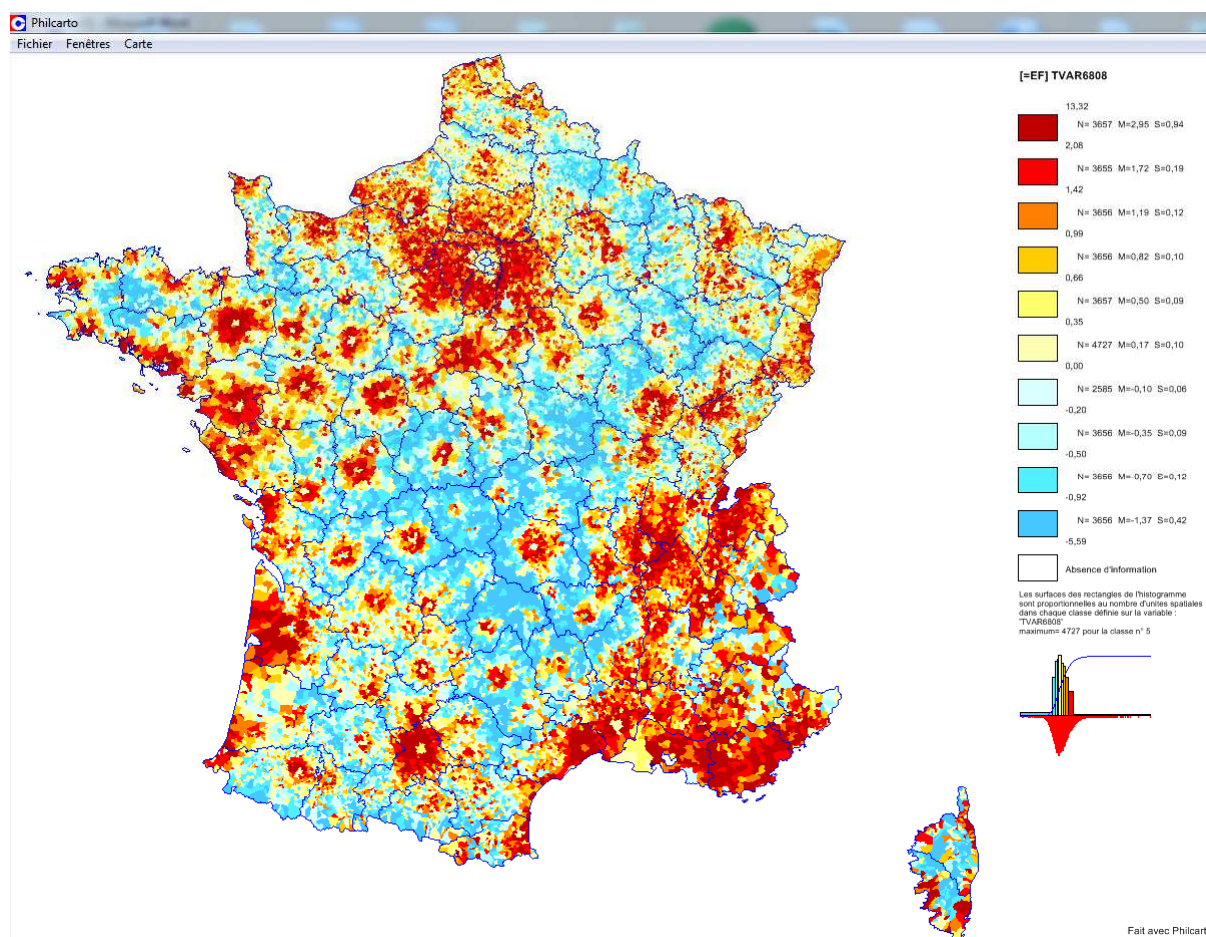 Philcarto
Fichier Fenêtres Carte
[=EF] TVAR6808
13,32
N= 3657 M=2,95 S=0,94
2,08
N= 3655 M=1,72 S=0,19
1,42
N= 3656 M=1,19 S=0,12
0,99
N= 3656 M=0,82 S=0,10
0,66
N= 3657 M=0,50 S=0,09
0,35
N= 4727 M=0,17 S=0,10
0,00
N= 2585 M=-0,10 S=0,06
-0,20
N= 3656 M=-0,35 S=0,09
-0,50
N= 3656 M=-0,70 S=0,12
-0,92
N= 3656 M=-1,37 S=0,42
-5,59
Absence d'information
Les surfaces des rectangles de l'histogramme
sont proportionnelles au nombre d'unites spatiales
dans chaque classe définie sur la variable :
'TVAR6808'
maximum= 4727 pour la classe n° 5
Fait avec Philcart